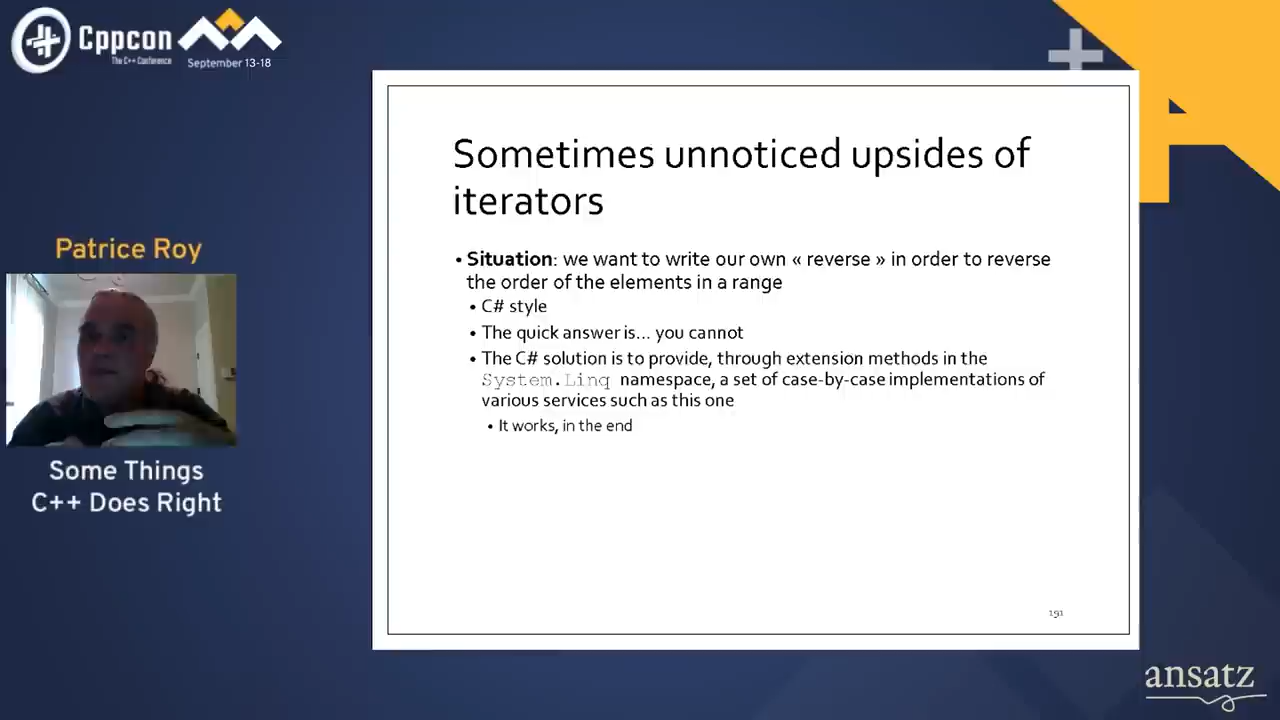 Cppcon
The C++ Conference
September 13-18
Sometimes unnoticed upsides of
iterators
Patrice Roy
• Situation: we want to write our own « reverse » in order to reverse
the order of the elements in a range
• C# style
• The quick answer is... you cannot
• The C# solution is to provide, through extension methods in the
System.Linq namespace, a set of case-by-case implementations of
various services such as this one
• It works, in the end
Some Things
C++ Does Right
191
ansatz